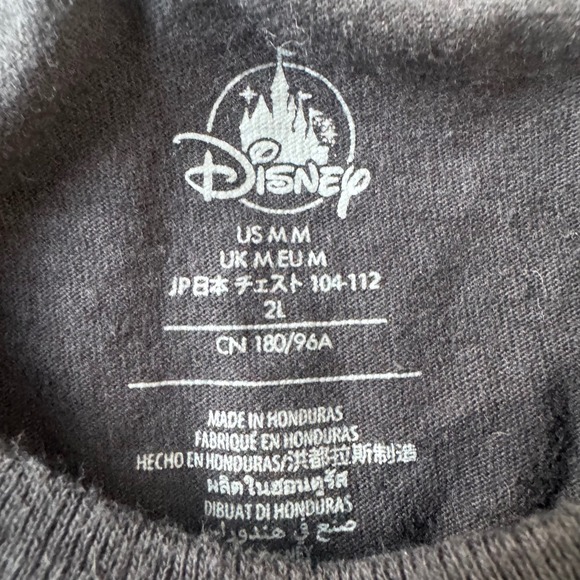 Disney
US M M
UK M EU M
JP日本 チェスト 104-112
2L
CN 180/96A
MADE IN HONDURAS
FABRIQUÉ EN HONDURAS
HECHO EN HONDURAS/洪都拉斯制造
ผลิตในฮอนดูรัส
DIBUAT DI HONDURAS
صنع في هندوراس